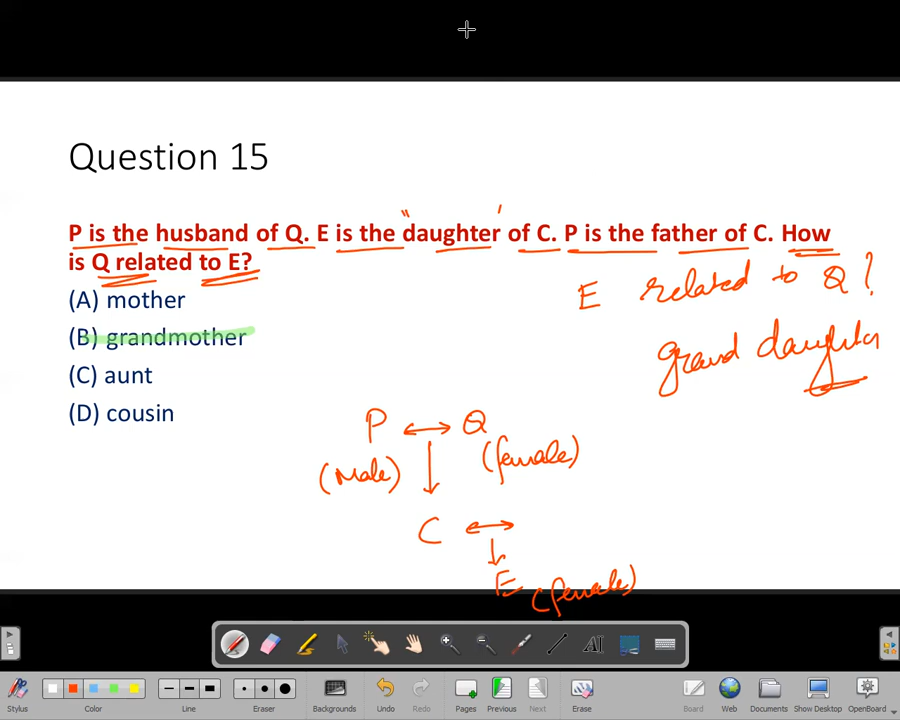 Question 15
P is the husband of Q. E is the "daughter' of C. P is the father of C. How
is Q related to E?
E related to Q?
(A) mother
(B) grandmother
grand daughter
(C) aunt
(D) cousin
P ↔ Q
(Male) (female)
C ↔
E (female)
Stylus
Color
Line
Eraser
Backgrounds
Undo
Redo
Pages
Previous
Next
Erase
Board
Web
Documents
Show Desktop
OpenBoard
AI